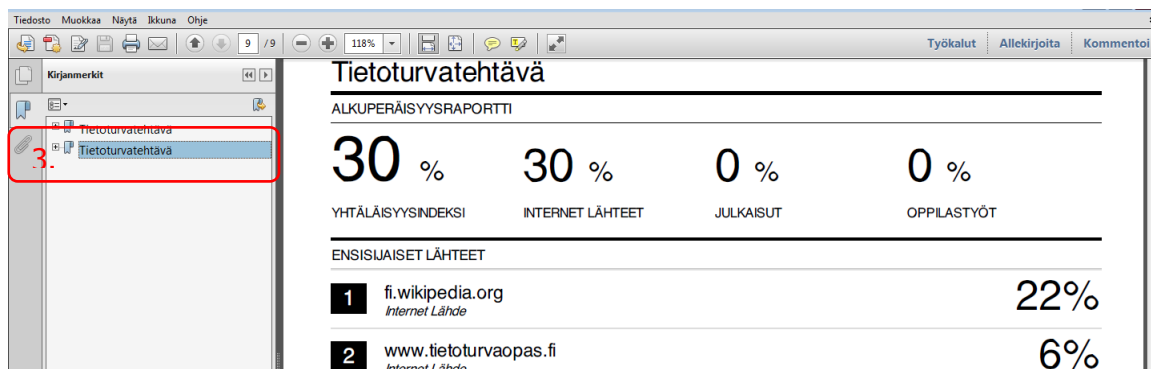 Tiedosto Muokkaa Näytä Ikkuna Ohje
9 / 9 118% Työkalut Allekirjoita Kommentoi
Kirjanmerkit
Tietoturvatehtävä
Tietoturvatehtävä
3.
Tietoturvatehtävä
ALKUPERÄISYYSRAPORTTI
30 % 30 % 0 % 0 %
YHTÄLÄISYYSINDEKSI INTERNET LÄHTEET JULKAISUT OPPILASTYÖT
ENSISIJAISET LÄHTEET
1 fi.wikipedia.org 22%
Internet Lähde
2 www.tietoturvaopas.fi 6%
Internet Lähde